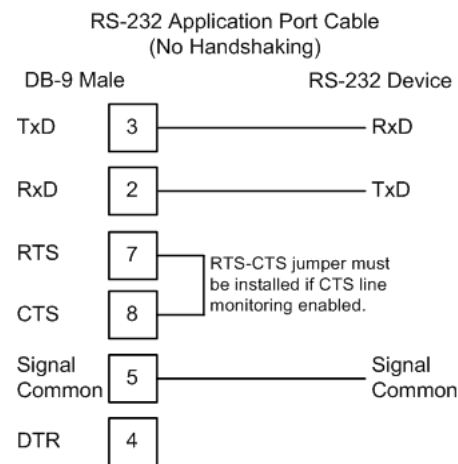 RS-232 Application Port Cable
(No Handshaking)
DB-9 Male RS-232 Device
TxD 3 RxD
RxD 2 TxD
RTS 7
RTS-CTS jumper must
be installed if CTS line
monitoring enabled.
CTS 8
Signal
Common 5 Signal
Common
DTR 4